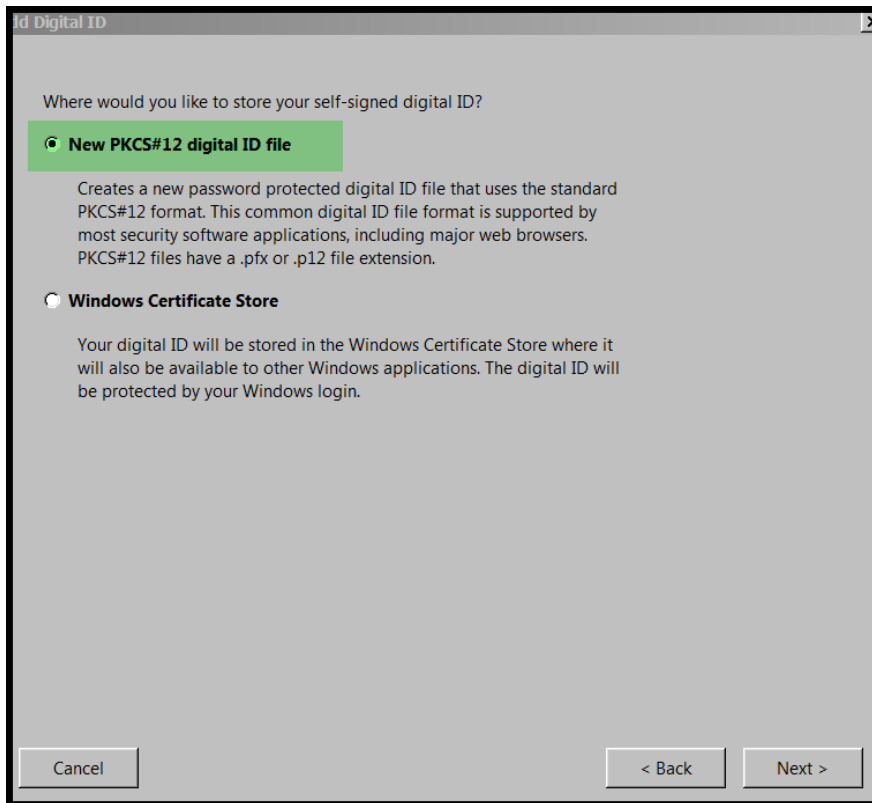 dd Digital ID
Where would you like to store your self-signed digital ID?
New PKCS#12 digital ID file
Creates a new password protected digital ID file that uses the standard
PKCS#12 format. This common digital ID file format is supported by
most security software applications, including major web browsers.
PKCS#12 files have a .pfx or .p12 file extension.
Windows Certificate Store
Your digital ID will be stored in the Windows Certificate Store where it
will also be available to other Windows applications. The digital ID will
be protected by your Windows login.
Cancel
< Back
Next >